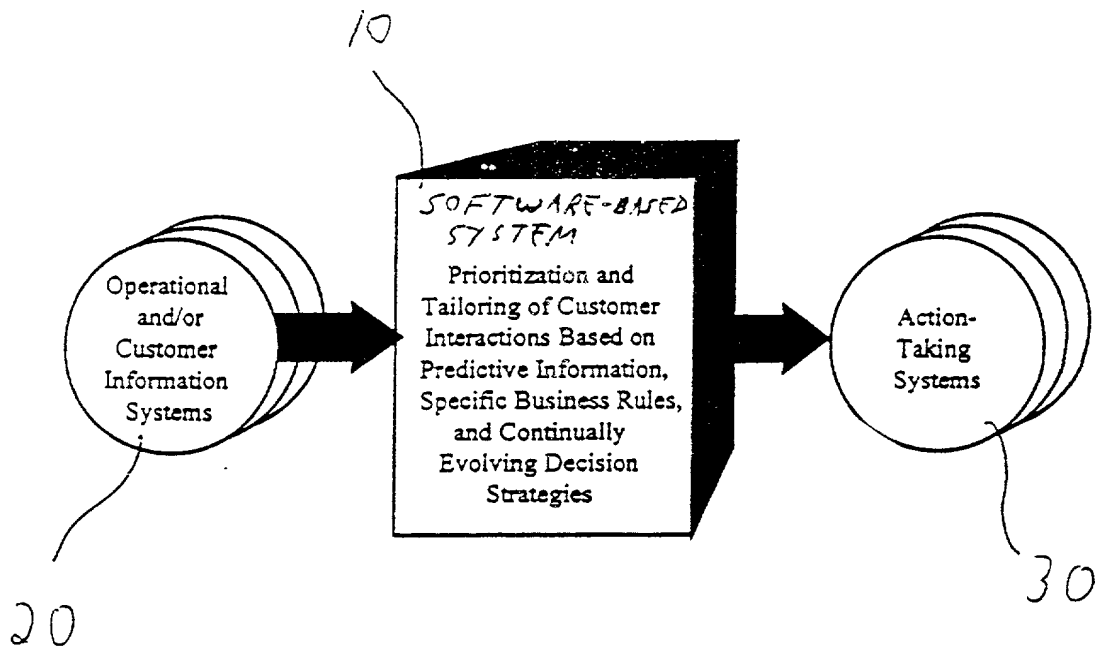 10
SOFTWARE-BASED
SYSTEM
Prioritization and
Tailoring of Customer
Interactions Based on
Predictive Information,
Specific Business Rules,
and Continually
Evolving Decision
Strategies
Operational
and/or
Customer
Information
Systems
Action-
Taking
Systems
20
30